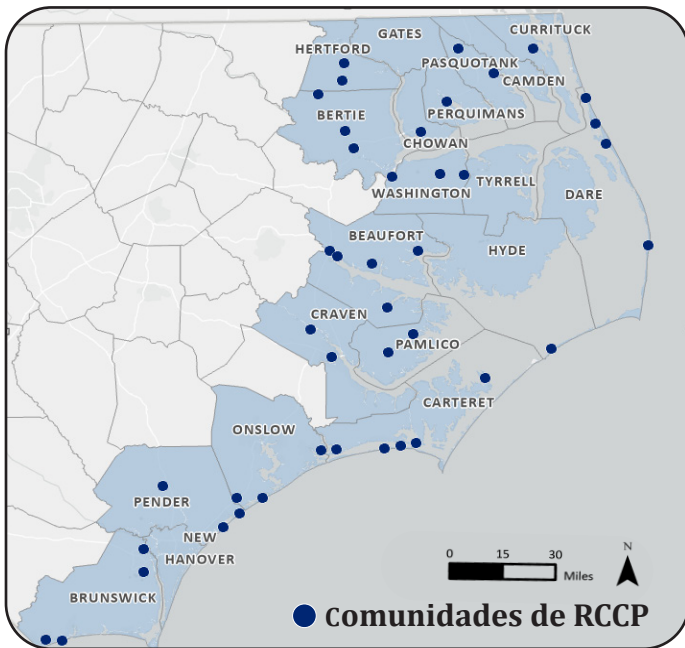 CURRITUCK
GATES
HERTFORD
PASQUOTANK
CAMDEN
BERTIE
PERQUIMANS
CHOWAN
WASHINGTON
TYRRELL
DARE
BEAUFORT
HYDE
CRAVEN
PAMLICO
CARTERET
ONSLOW
PENDER
NEW
HANOVER
BRUNSWICK
0 15 30
Miles
N
Comunidades de RCCP